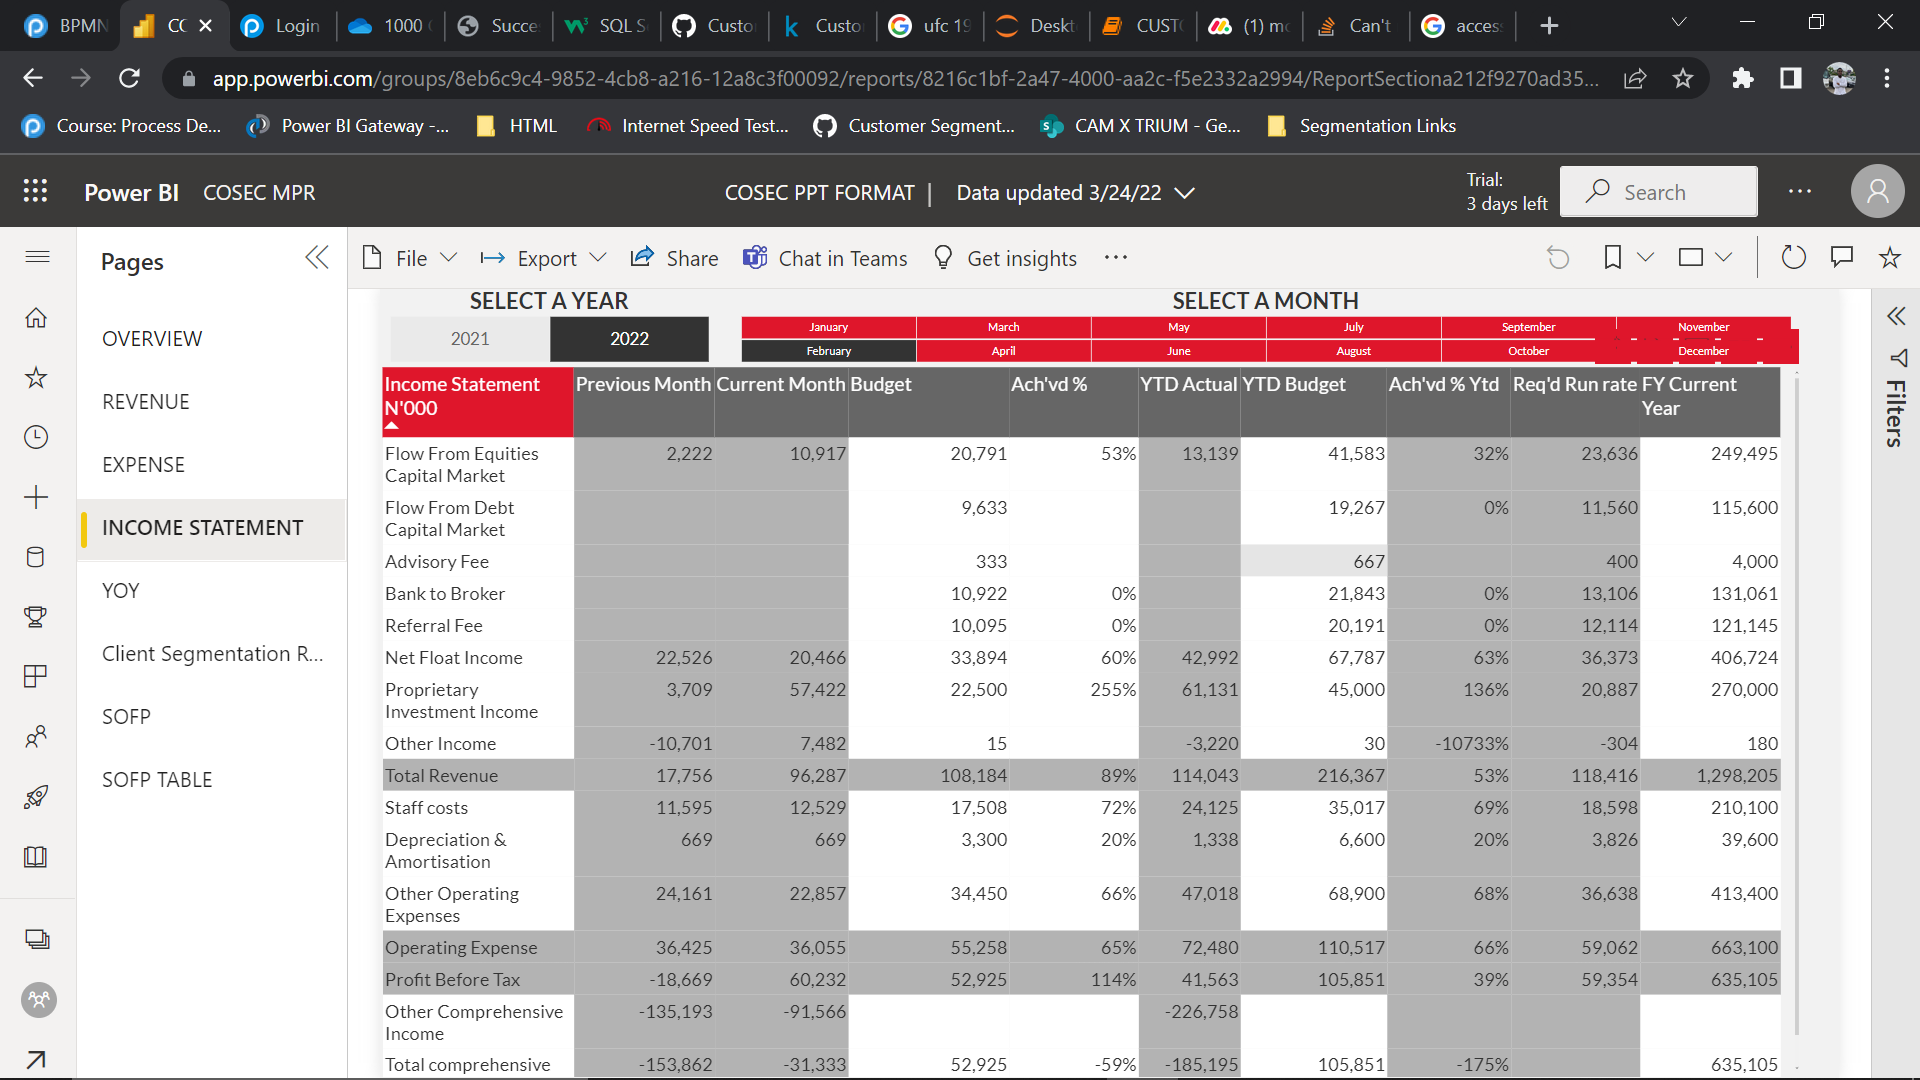 BPMN
CC
Login
1000
Succe
SQL S
Custo
Custo
ufc 19
Deskt
CUST
(1) mo
Can't
acces
app.powerbi.com/groups/8eb6c9c4-9852-4cb8-a216-12a8c3f00092/reports/8216c1bf-2a47-4000-aa2c-f5e2332a2994/ReportSectiona212f9270ad35...
Course: Process De...
Power BI Gateway -...
HTML
Internet Speed Test...
Customer Segment...
CAM X TRIUM - Ge...
Segmentation Links
Power BI COSEC MPR
COSEC PPT FORMAT | Data updated 3/24/22
Trial:
3 days left
Search
Pages
File
Export
Share
Chat in Teams
Get insights
OVERVIEW
REVENUE
EXPENSE
INCOME STATEMENT
YOY
Client Segmentation R...
SOFP
SOFP TABLE
Filters
SELECT A YEAR
2021 2022
SELECT A MONTH
January March May July September November
February April June August October December
Income Statement N'000 Previous Month Current Month Budget Ach'vd % YTD Actual YTD Budget Ach'vd % Ytd Req'd Run rate FY Current Year
Flow From Equities Capital Market 2,222 10,917 20,791 53% 13,139 41,583 32% 23,636 249,495
Flow From Debt Capital Market 9,633 19,267 0% 11,560 115,600
Advisory Fee 333 667 400 4,000
Bank to Broker 10,922 0% 21,843 0% 13,106 131,061
Referral Fee 10,095 0% 20,191 0% 12,114 121,145
Net Float Income 22,526 20,466 33,894 60% 42,992 67,787 63% 36,373 406,724
Proprietary Investment Income 3,709 57,422 22,500 255% 61,131 45,000 136% 20,887 270,000
Other Income -10,701 7,482 15 -3,220 30 -10733% -304 180
Total Revenue 17,756 96,287 108,184 89% 114,043 216,367 53% 118,416 1,298,205
Staff costs 11,595 12,529 17,508 72% 24,125 35,017 69% 18,598 210,100
Depreciation & Amortisation 669 669 3,300 20% 1,338 6,600 20% 3,826 39,600
Other Operating Expenses 24,161 22,857 34,450 66% 47,018 68,900 68% 36,638 413,400
Operating Expense 36,425 36,055 55,258 65% 72,480 110,517 66% 59,062 663,100
Profit Before Tax -18,669 60,232 52,925 114% 41,563 105,851 39% 59,354 635,105
Other Comprehensive Income -135,193 -91,566 -226,758
Total comprehensive -153,862 -31,333 52,925 -59% -185,195 105,851 -175% 635,105